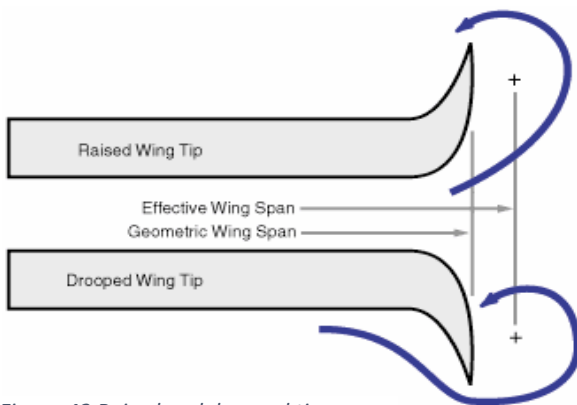 +
Raised Wing Tip
Effective Wing Span
Geometric Wing Span
Drooped Wing Tip
+